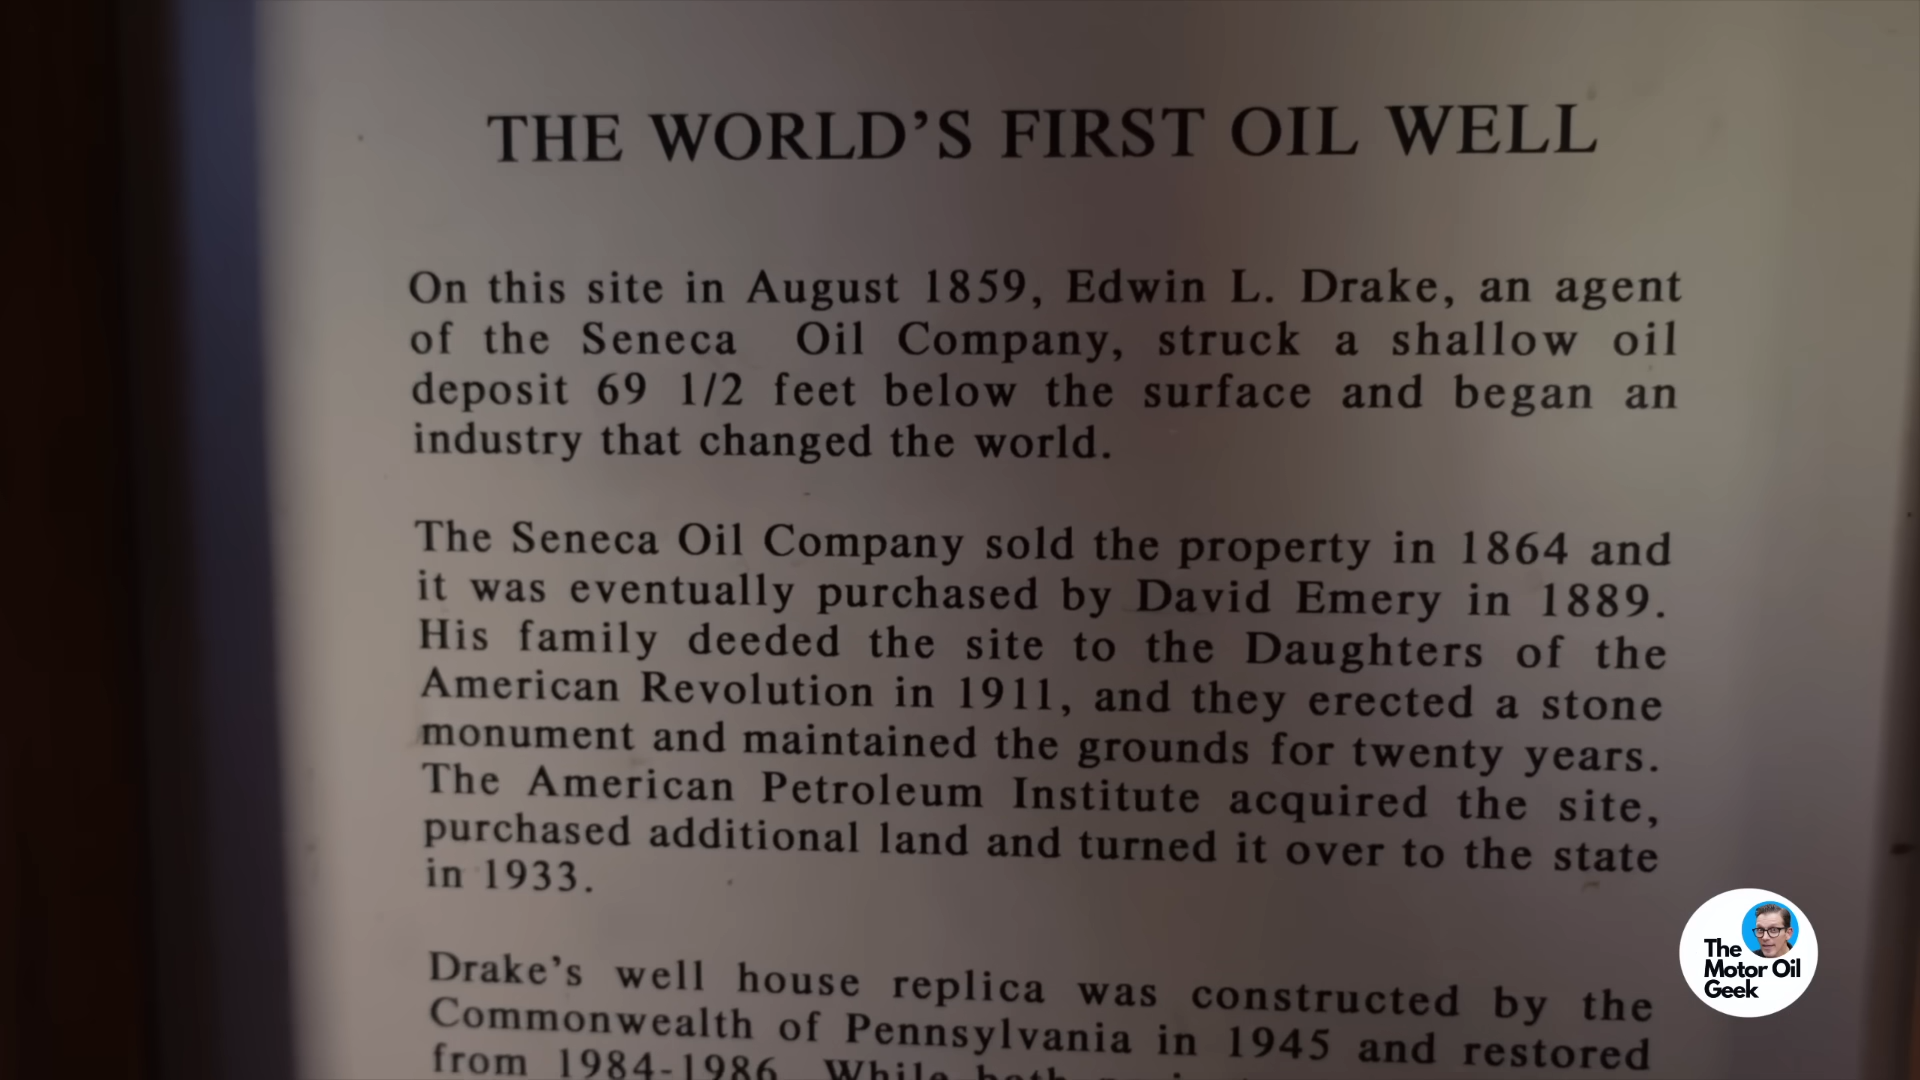 THE WORLD'S FIRST OIL WELL
On this site in August 1859, Edwin L. Drake, an agent
of the Seneca Oil Company, struck a shallow oil
deposit 69 1/2 feet below the surface and began an
industry that changed the world.
The Seneca Oil Company sold the property in 1864 and
it was eventually purchased by David Emery in 1889.
His family deeded the site to the Daughters of the
American Revolution in 1911, and they erected a stone
monument and maintained the grounds for twenty years.
The American Petroleum Institute acquired the site,
purchased additional land and turned it over to the state
in 1933.
Drake's well house replica was constructed by the
Commonwealth of Pennsylvania in 1945 and restored
from 1984-1986. While both
The
Motor Oil
Geek